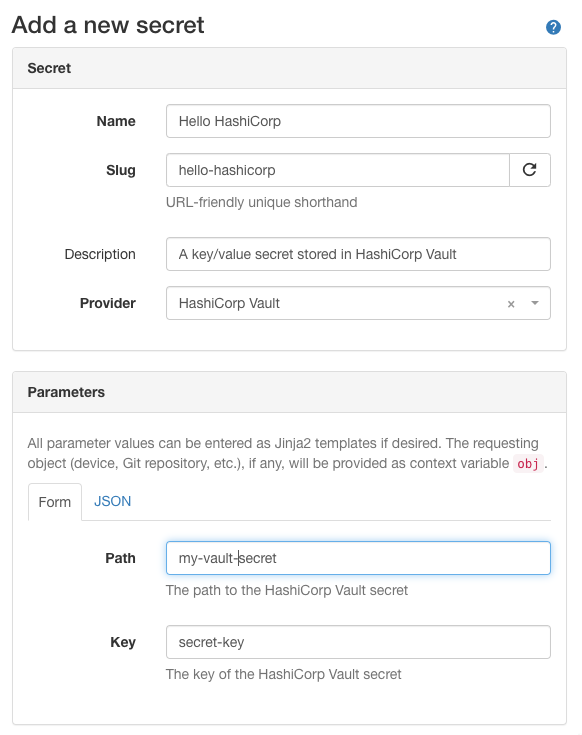 Add a new secret
?
Secret
Name
Hello HashiCorp
Slug
hello-hashicorp
URL-friendly unique shorthand
Description
A key/value secret stored in HashiCorp Vault
Provider
HashiCorp Vault
×
Parameters
All parameter values can be entered as Jinja2 templates if desired. The requesting
object (device, Git repository, etc.), if any, will be provided as context variable obj .
Form
JSON
Path
my-vault-secret
The path to the HashiCorp Vault secret
Key
secret-key
The key of the HashiCorp Vault secret